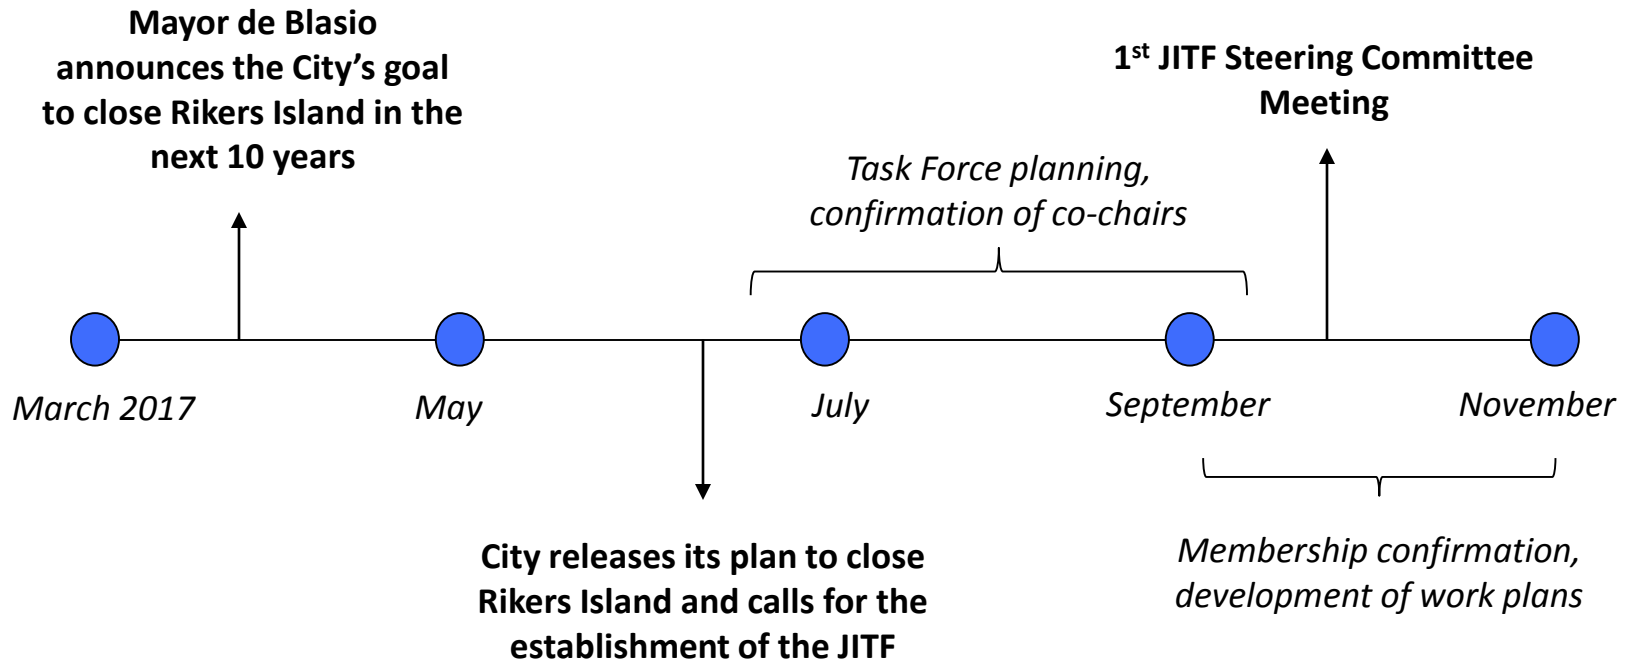 Mayor de Blasio
announces the City's goal
to close Rikers Island in the
next 10 years
1st JITF Steering Committee
Meeting
Task Force planning,
confirmation of co-chairs
March 2017
May
July
September
November
City releases its plan to close
Rikers Island and calls for the
establishment of the JITF
Membership confirmation,
development of work plans